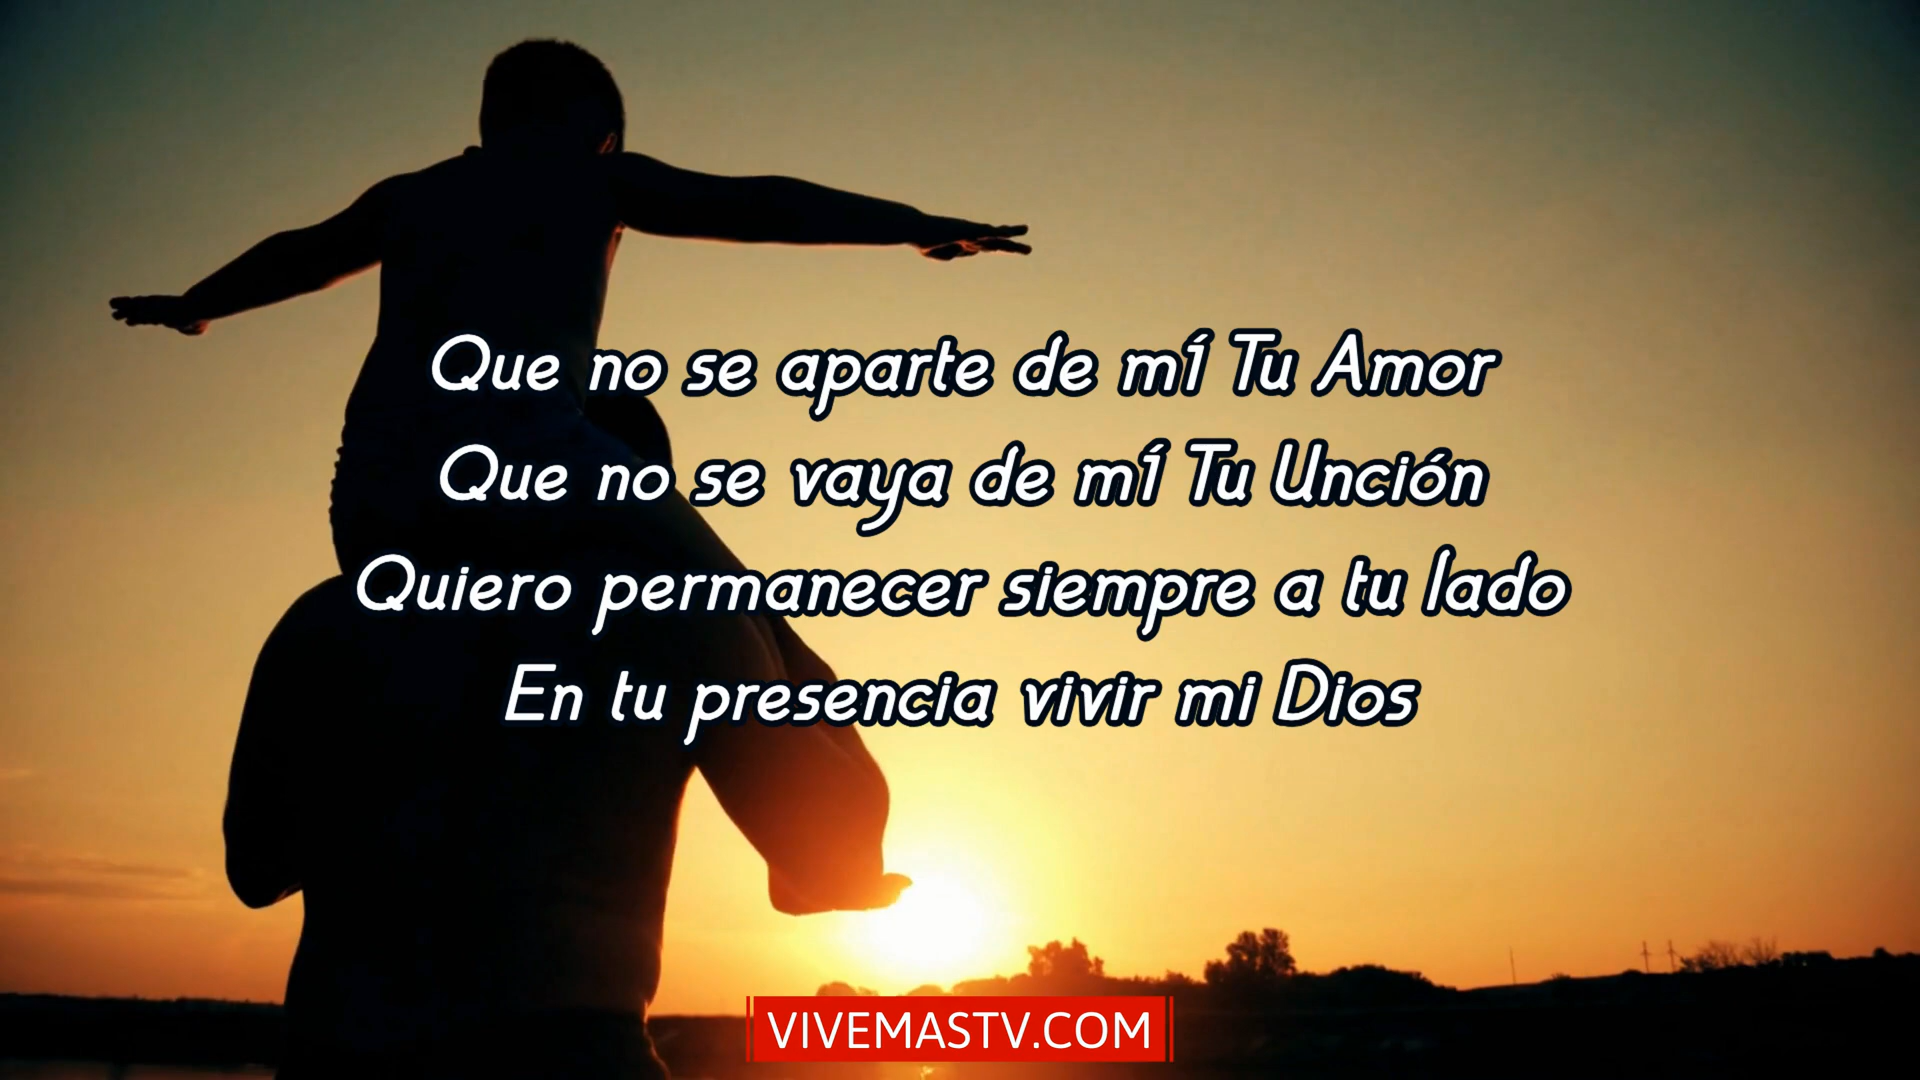 Que no se aparte de mí Tu Amor
Que no se vaya de mí Tu Unción
Quiero permanecer siempre a tu lado
En tu presencia vivir mi Dios
VIVEMASTV.COM